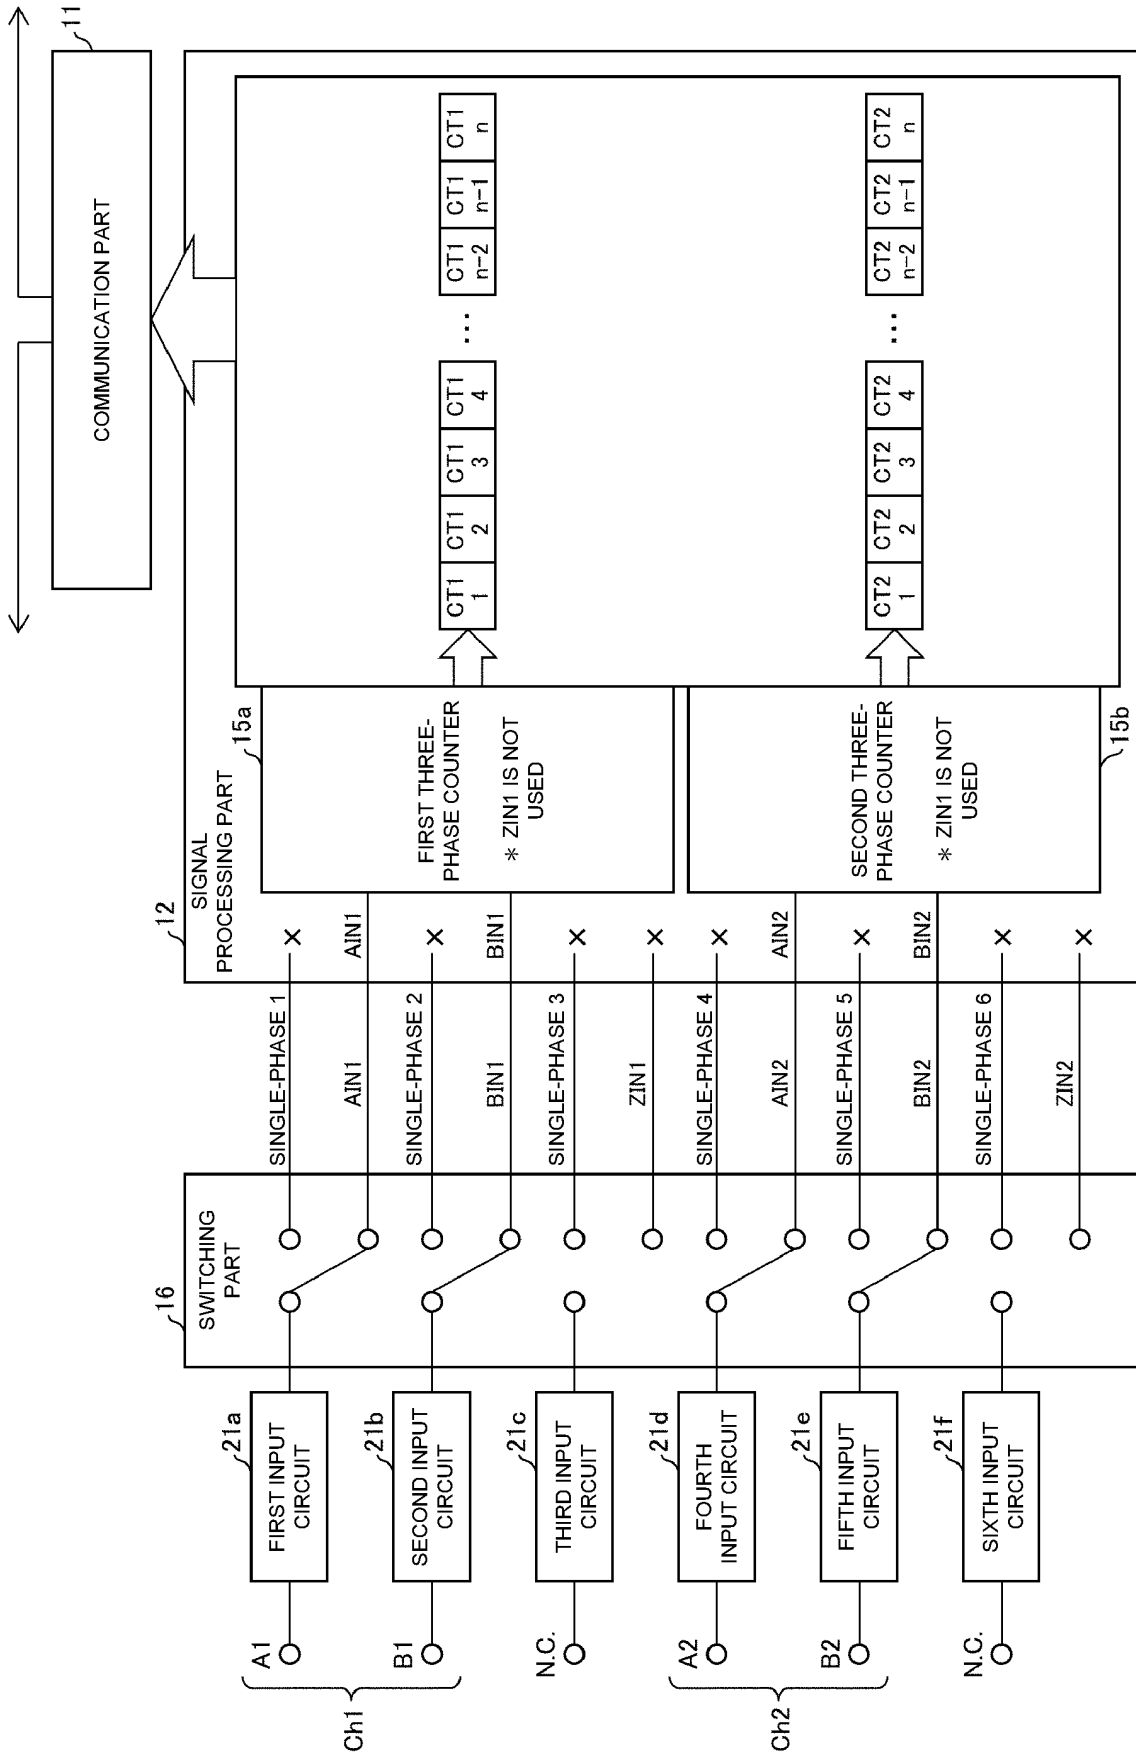 11
COMMUNICATION PART
12
SIGNAL
PROCESSING PART
CT1
1
CT1
2
CT1
3
CT1
4
...
CT1
n-2
CT1
n-1
CT1
n
CT2
1
CT2
2
CT2
3
CT2
4
...
CT2
n-2
CT2
n-1
CT2
n
15a
FIRST THREE-
PHASE COUNTER
* ZIN1 IS NOT
USED
15b
SECOND THREE-
PHASE COUNTER
* ZIN1 IS NOT
USED
×
AIN1
×
BIN1
×
×
×
AIN2
×
BIN2
×
×
SINGLE-PHASE 1
AIN1
SINGLE-PHASE 2
BIN1
SINGLE-PHASE 3
ZIN1
SINGLE-PHASE 4
AIN2
SINGLE-PHASE 5
BIN2
SINGLE-PHASE 6
ZIN2
16
SWITCHING
PART
21a
FIRST INPUT
CIRCUIT
21b
SECOND INPUT
CIRCUIT
21c
THIRD INPUT
CIRCUIT
21d
FOURTH
INPUT CIRCUIT
21e
FIFTH INPUT
CIRCUIT
21f
SIXTH INPUT
CIRCUIT
A1
B1
N.C.
A2
B2
N.C.
Ch1
Ch2